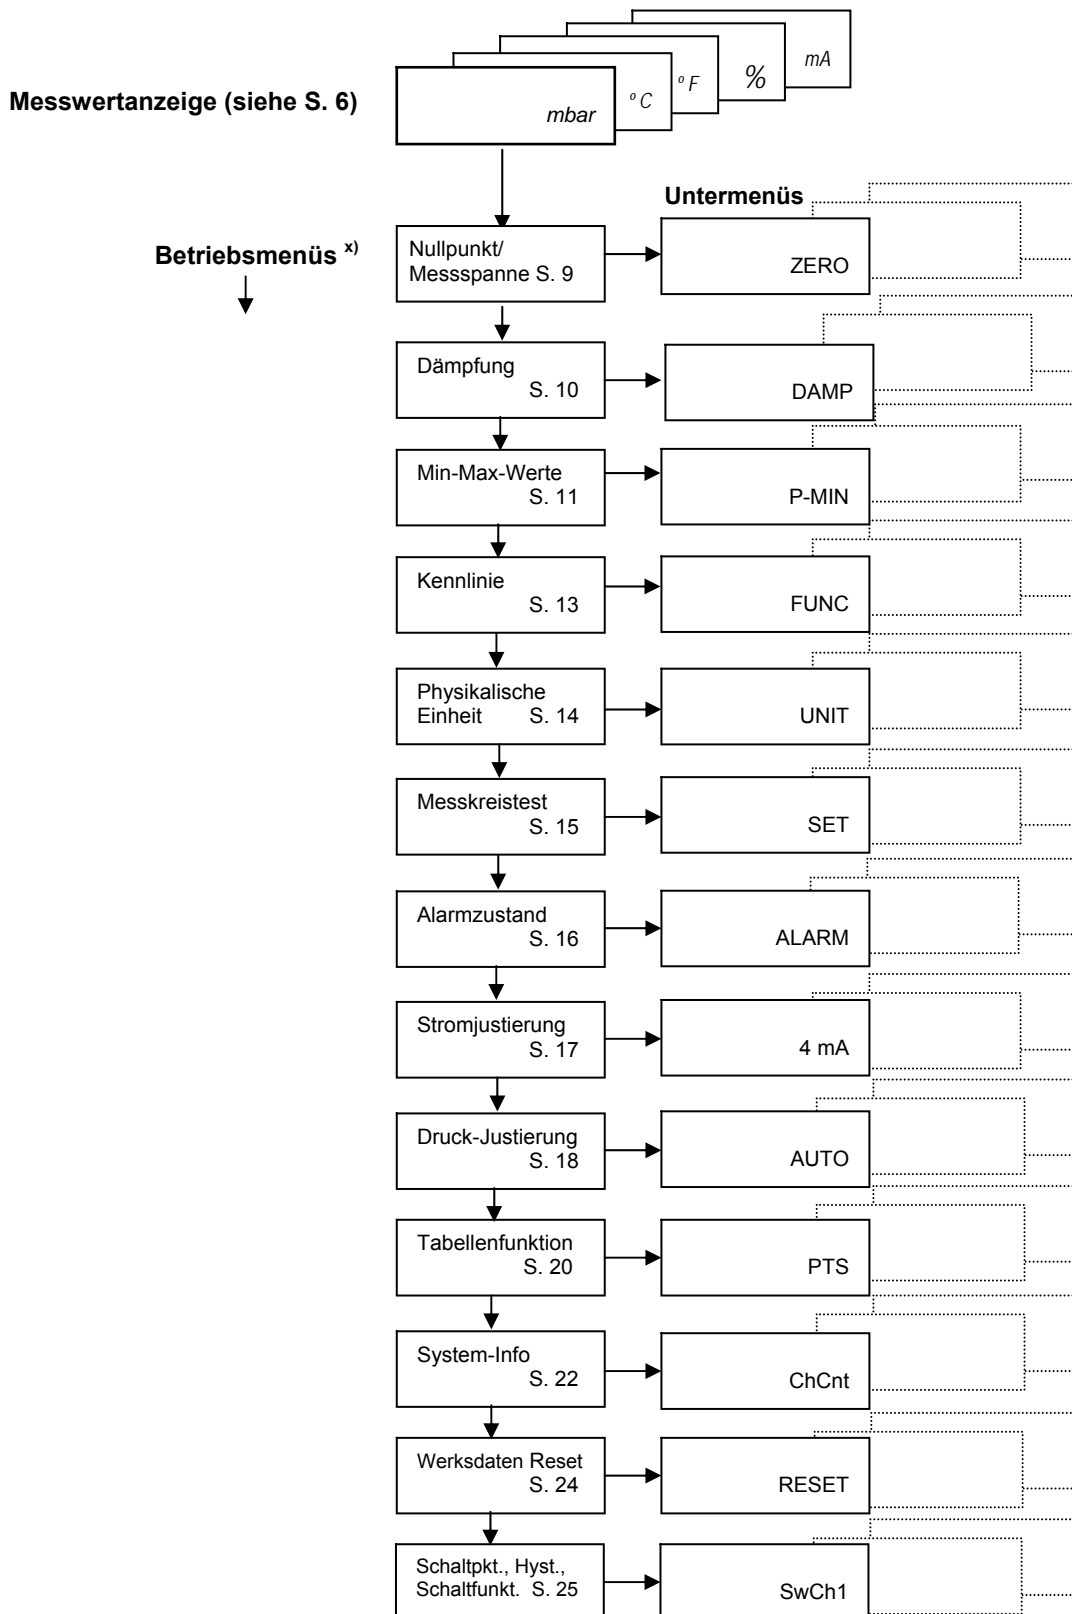 mA
%
º F
º C
mbar
Messwertanzeige (siehe S. 6)
Untermenüs
Betriebsmenüs x)
Nullpunkt/
Messspanne S. 9
ZERO
Dämpfung
S. 10
DAMP
Min-Max-Werte
S. 11
P-MIN
Kennlinie
S. 13
FUNC
Physikalische
Einheit S. 14
UNIT
Messkreistest
S. 15
SET
Alarmzustand
S. 16
ALARM
Stromjustierung
S. 17
4 mA
Druck-Justierung
S. 18
AUTO
Tabellenfunktion
S. 20
PTS
System-Info
S. 22
ChCnt
Werksdaten Reset
S. 24
RESET
Schaltpkt., Hyst.,
Schaltfunkt. S. 25
SwCh1